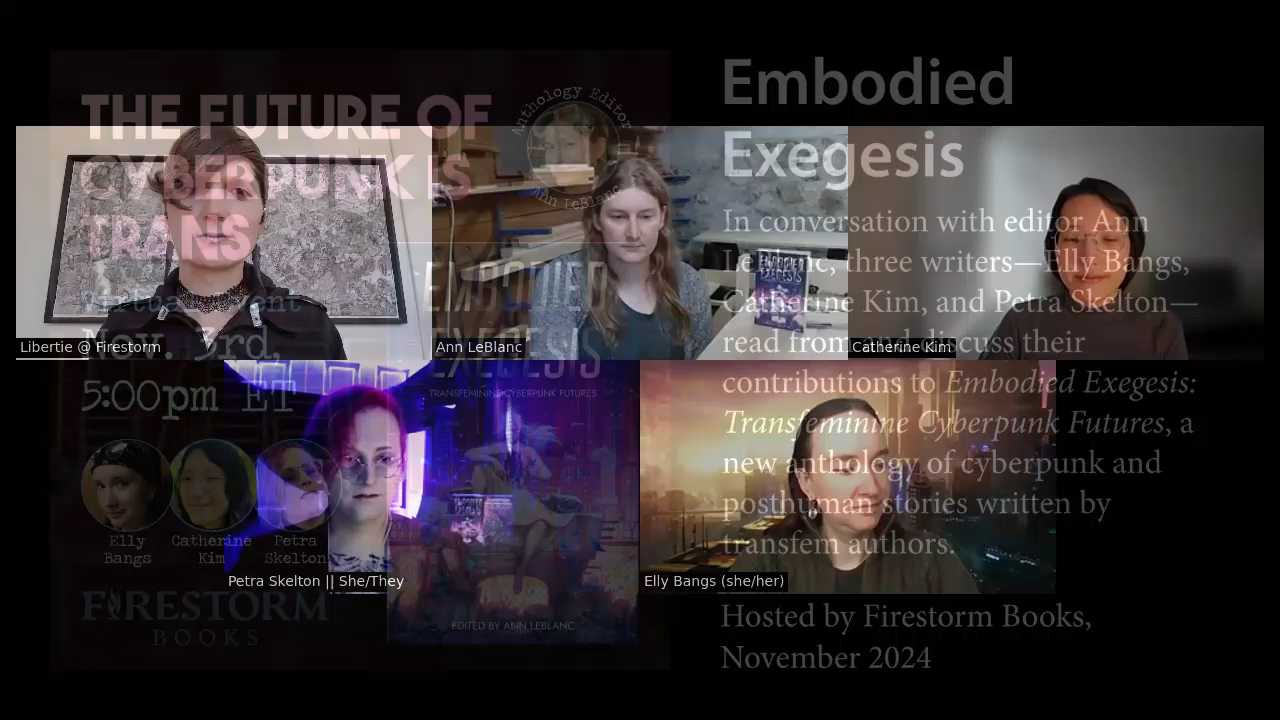 THE FUTURE OF
CYBERPUNK IS
TRANS
Anthology Editor
Ann LeBlanc
Virtual Event
Nov. 3rd,
5:00pm ET
EMBODIED
EXEGESIS
TRANSFEMININE CYBERPUNK FUTURES
EDITED BY ANN LEBLANC
Elly
Bangs
Catherine
Kim
Petra
Skelton
FIRESTORM
BOOKS
Libertie @ Firestorm
Ann LeBlanc
EMBODIED
EXEGESIS
Catherine Kim
Petra Skelton || She/They
Elly Bangs (she/her)
Embodied
Exegesis
In conversation with editor Ann
LeBlanc, three writers—Elly Bangs,
Catherine Kim, and Petra Skelton—
read from and discuss their
contributions to Embodied Exegesis:
Transfeminine Cyberpunk Futures, a
new anthology of cyberpunk and
posthuman stories written by
transfem authors.
Hosted by Firestorm Books,
November 2024